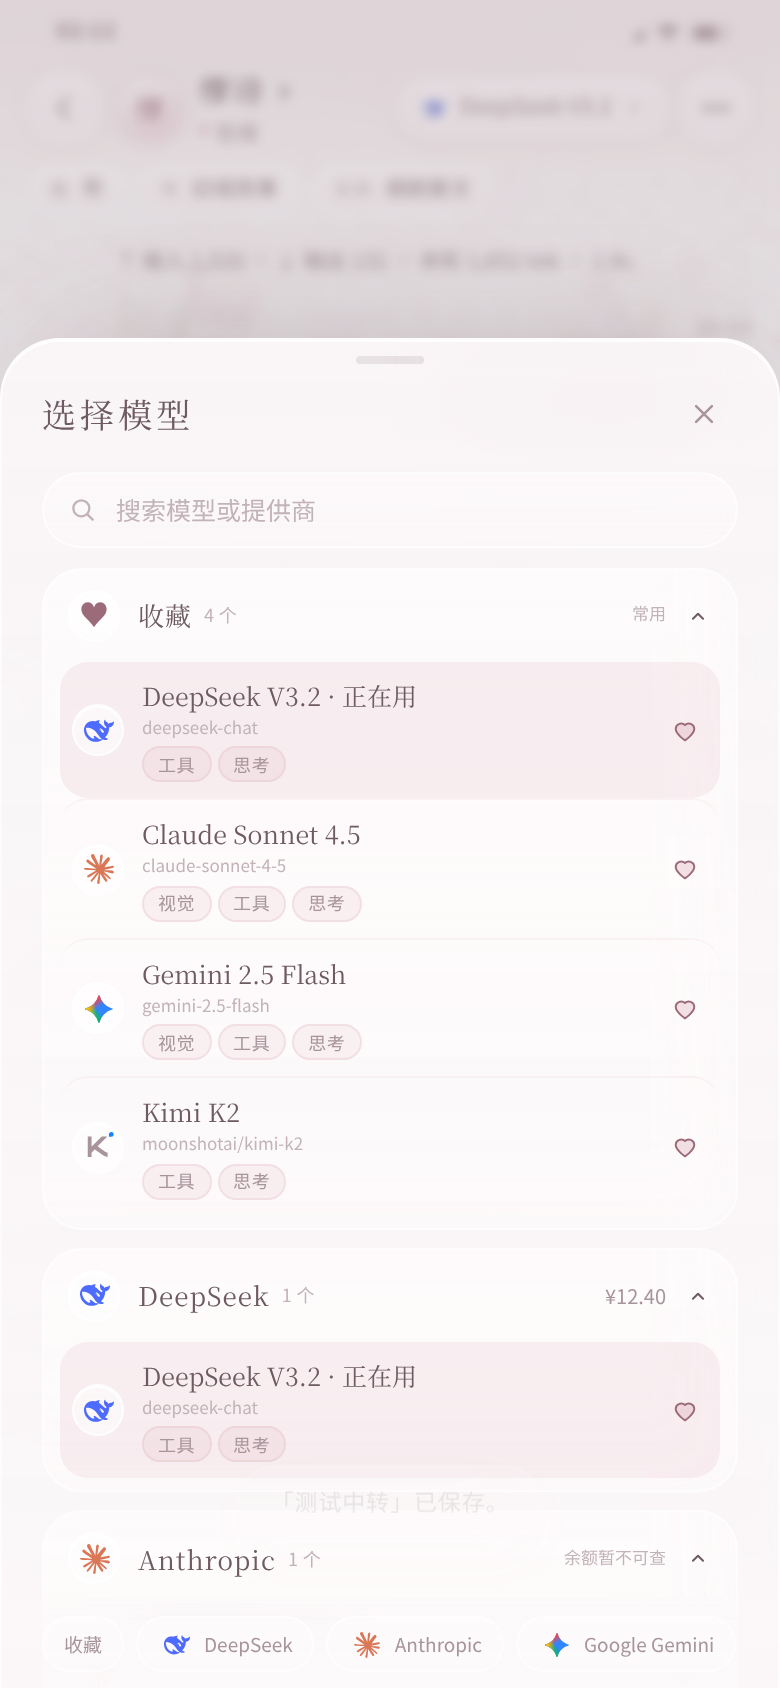 DeepSeek V3.2
选择模型
搜索模型或提供商
收藏 4 个 常用
DeepSeek V3.2 · 正在用
deepseek-chat
工具 思考
Claude Sonnet 4.5
claude-sonnet-4-5
视觉 工具 思考
Gemini 2.5 Flash
gemini-2.5-flash
视觉 工具 思考
Kimi K2
moonshotai/kimi-k2
工具 思考
DeepSeek 1 个 ¥12.40
DeepSeek V3.2 · 正在用
deepseek-chat
工具 思考
「测试中转」已保存。
Anthropic 1 个 余额暂不可查
收藏 DeepSeek Anthropic Google Gemini